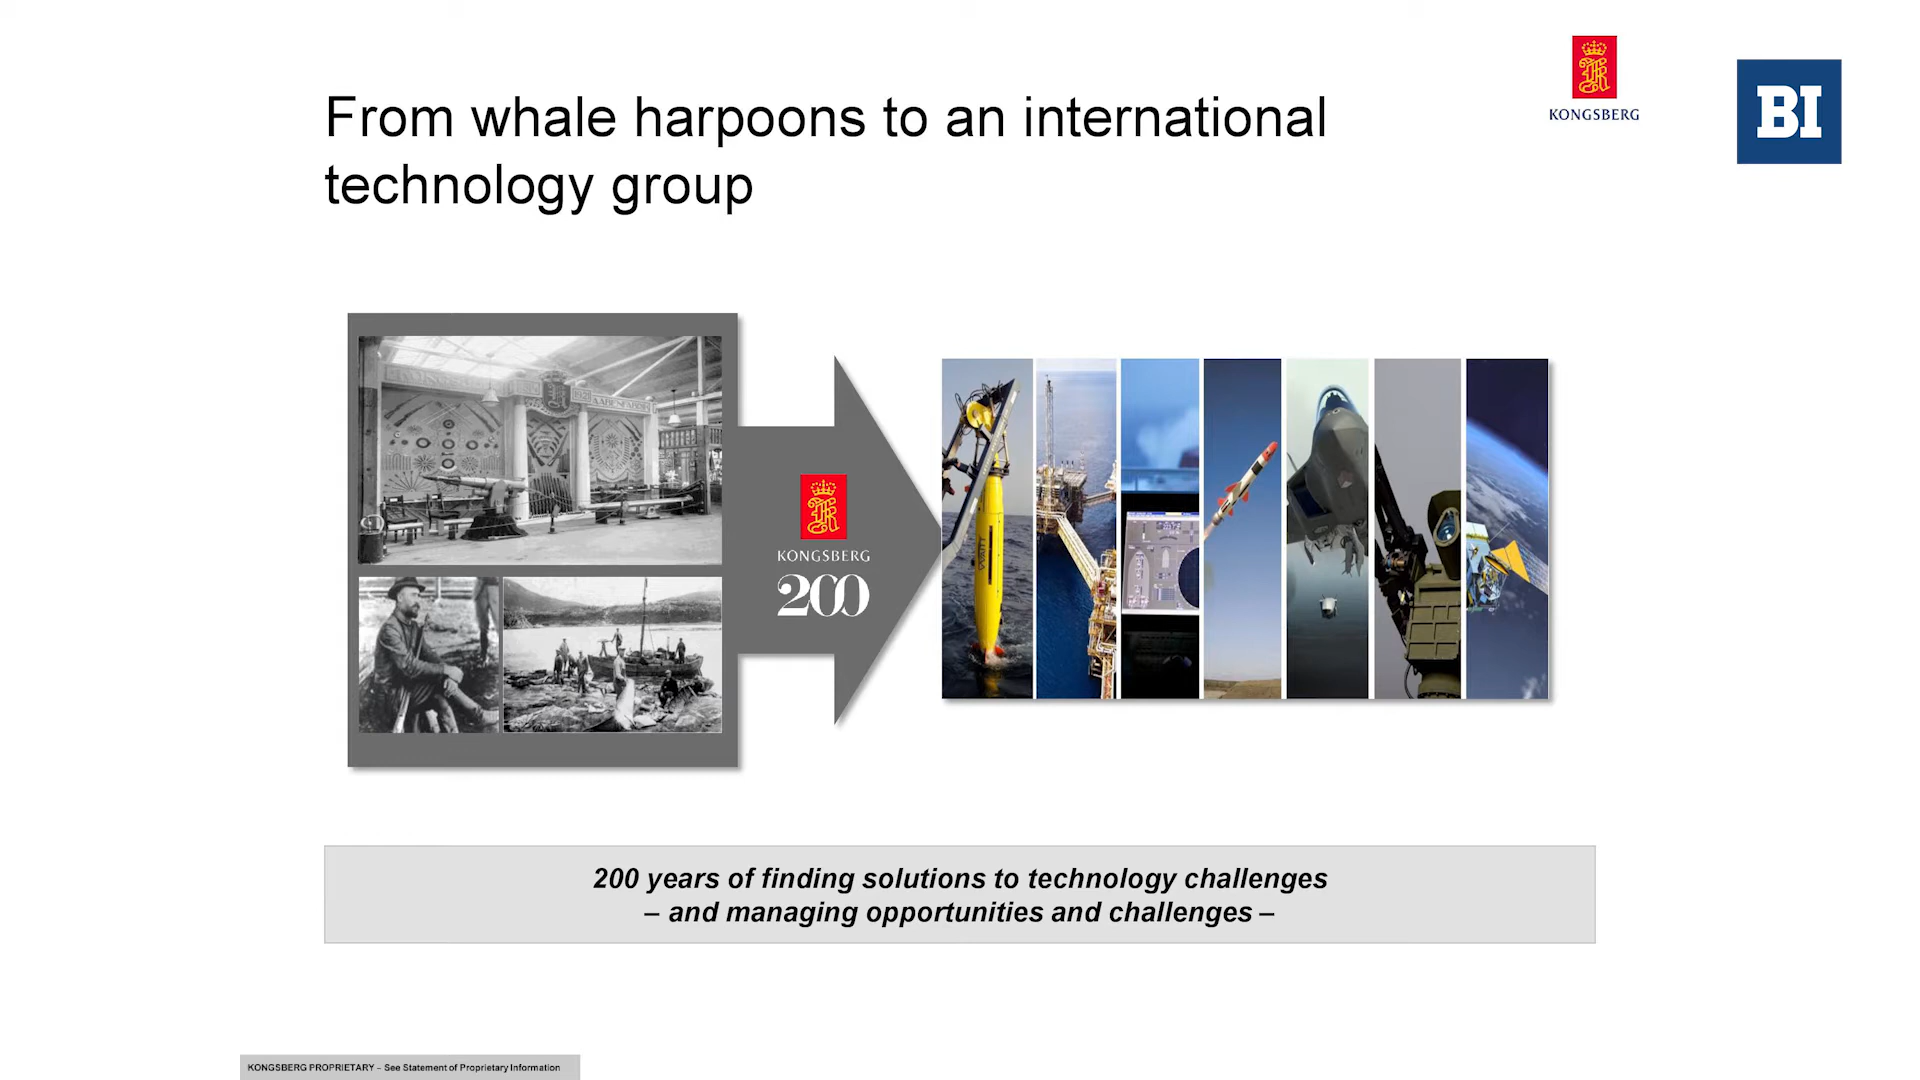 From whale harpoons to an international
technology group
KONGSBERG
BI
KONGSBERG
200
200 years of finding solutions to technology challenges
– and managing opportunities and challenges –
KONGSBERG PROPRIETARY – See Statement of Proprietary Information